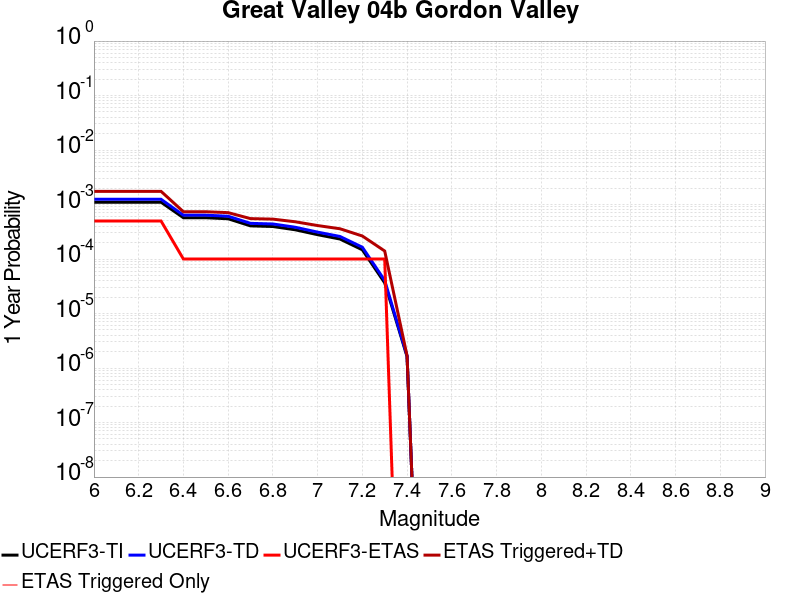 Great Valley 04b Gordon Valley
10^0
10^-1
10^-2
10^-3
10^-4
10^-5
10^-6
10^-7
10^-8
1 Year Probability
6 6.2 6.4 6.6 6.8 7 7.2 7.4 7.6 7.8 8 8.2 8.4 8.6 8.8 9
Magnitude
UCERF3-TI UCERF3-TD UCERF3-ETAS ETAS Triggered+TD
ETAS Triggered Only